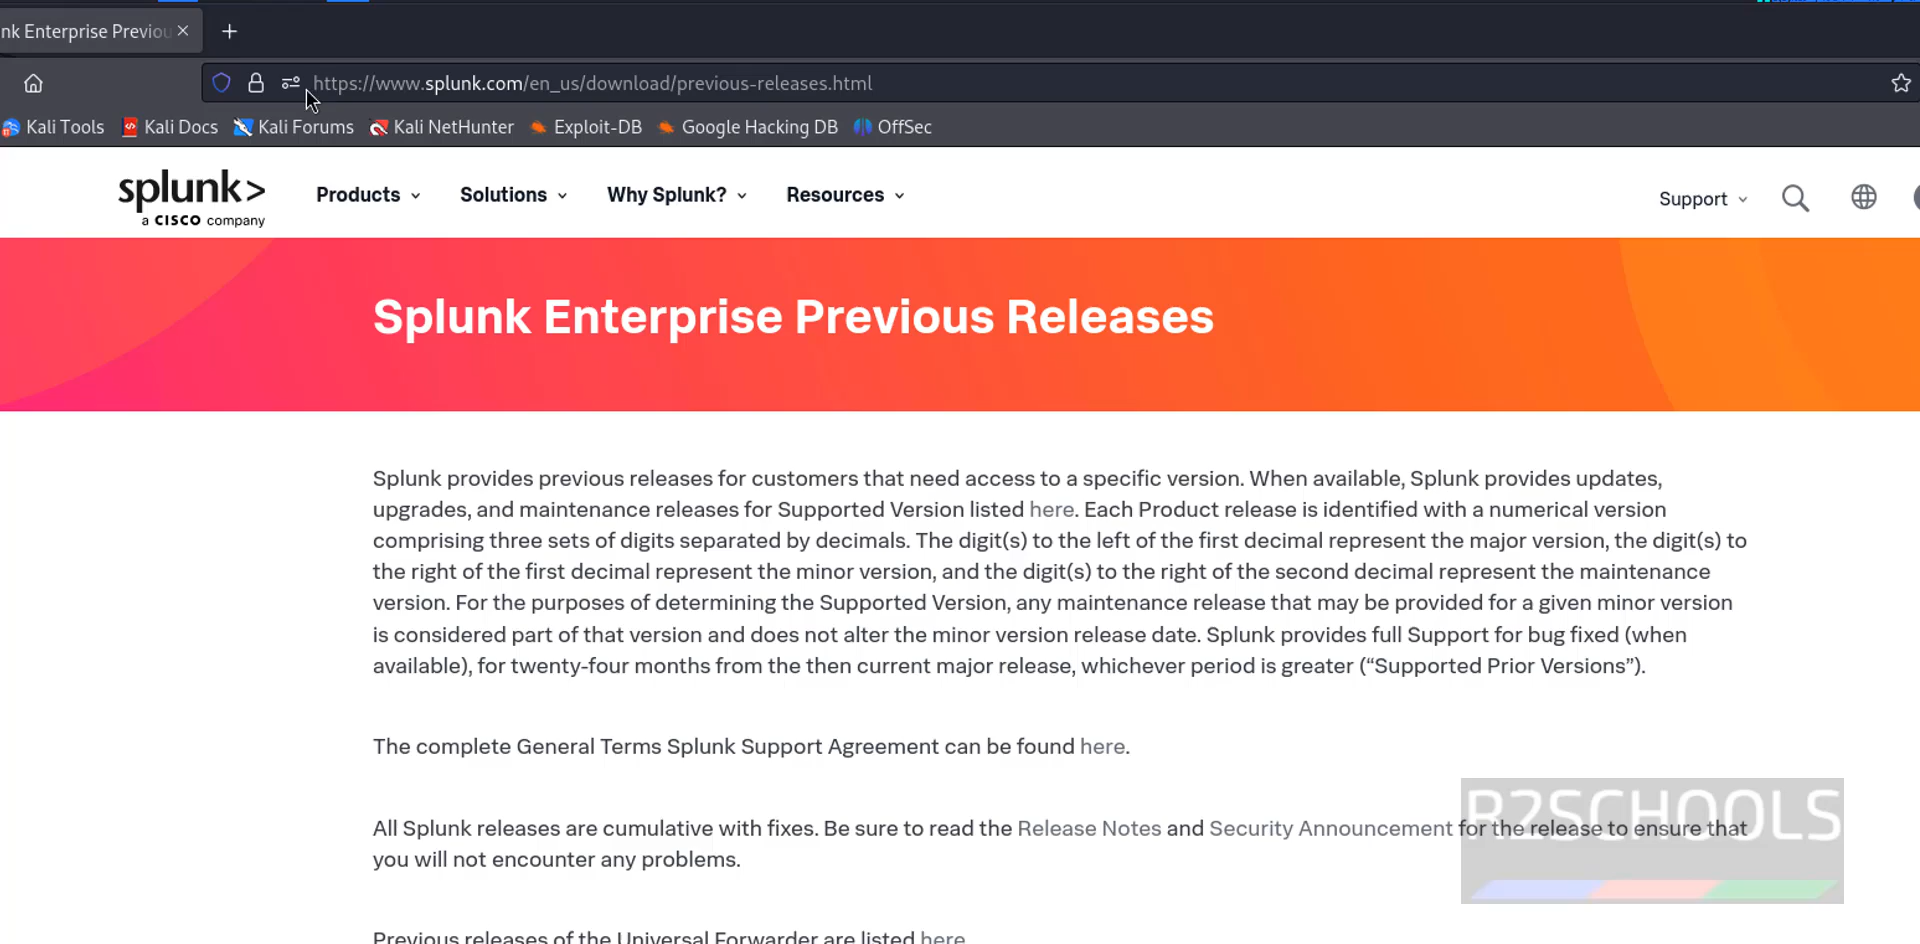 nk Enterprise Previou
https://www.splunk.com/en_us/download/previous-releases.html
Kali Tools Kali Docs Kali Forums Kali NetHunter Exploit-DB Google Hacking DB OffSec
splunk>
a CISCO company
Products Solutions Why Splunk? Resources Support
Splunk Enterprise Previous Releases
Splunk provides previous releases for customers that need access to a specific version. When available, Splunk provides updates,
upgrades, and maintenance releases for Supported Version listed here. Each Product release is identified with a numerical version
comprising three sets of digits separated by decimals. The digit(s) to the left of the first decimal represent the major version, the digit(s) to
the right of the first decimal represent the minor version, and the digit(s) to the right of the second decimal represent the maintenance
version. For the purposes of determining the Supported Version, any maintenance release that may be provided for a given minor version
is considered part of that version and does not alter the minor version release date. Splunk provides full Support for bug fixed (when
available), for twenty-four months from the then current major release, whichever period is greater (“Supported Prior Versions”).
The complete General Terms Splunk Support Agreement can be found here.
All Splunk releases are cumulative with fixes. Be sure to read the Release Notes and Security Announcement for the release to ensure that
you will not encounter any problems.
R2SCHOOLS
Previous releases of the Universal Forwarder are listed here